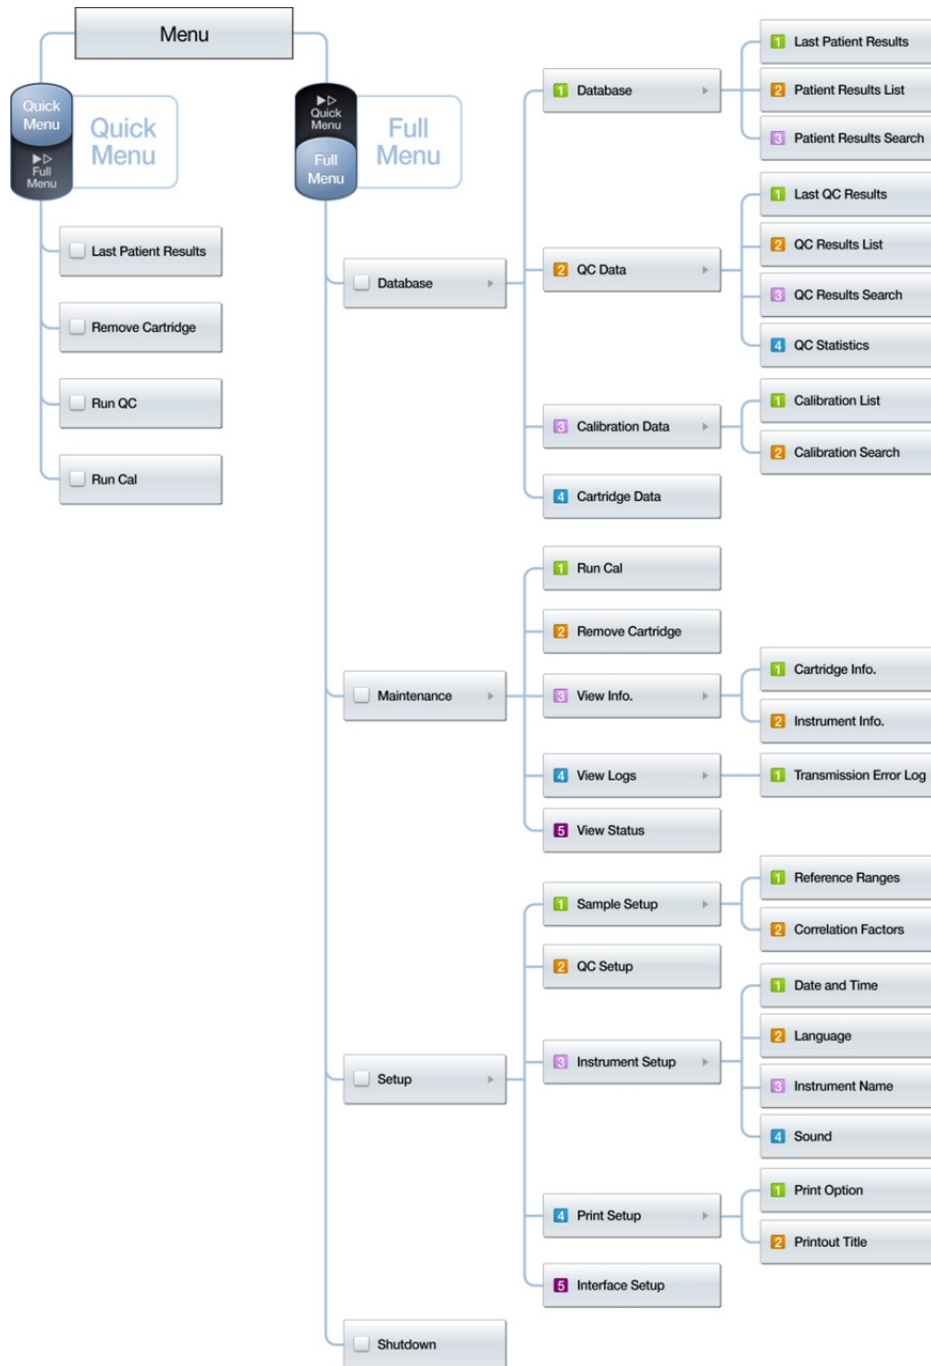 Menu
Quick
Menu
▶▷
Full
Menu
Quick
Menu
Last Patient Results
Remove Cartridge
Run QC
Run Cal
▶▷
Quick
Menu
Full
Menu
Full
Menu
Database
1 Database
1 Last Patient Results
2 Patient Results List
3 Patient Results Search
2 QC Data
1 Last QC Results
2 QC Results List
3 QC Results Search
4 QC Statistics
3 Calibration Data
1 Calibration List
2 Calibration Search
4 Cartridge Data
Maintenance
1 Run Cal
2 Remove Cartridge
3 View Info.
1 Cartridge Info.
2 Instrument Info.
4 View Logs
1 Transmission Error Log
5 View Status
Setup
1 Sample Setup
1 Reference Ranges
2 Correlation Factors
2 QC Setup
3 Instrument Setup
1 Date and Time
2 Language
3 Instrument Name
4 Sound
4 Print Setup
1 Print Option
2 Printout Title
5 Interface Setup
Shutdown